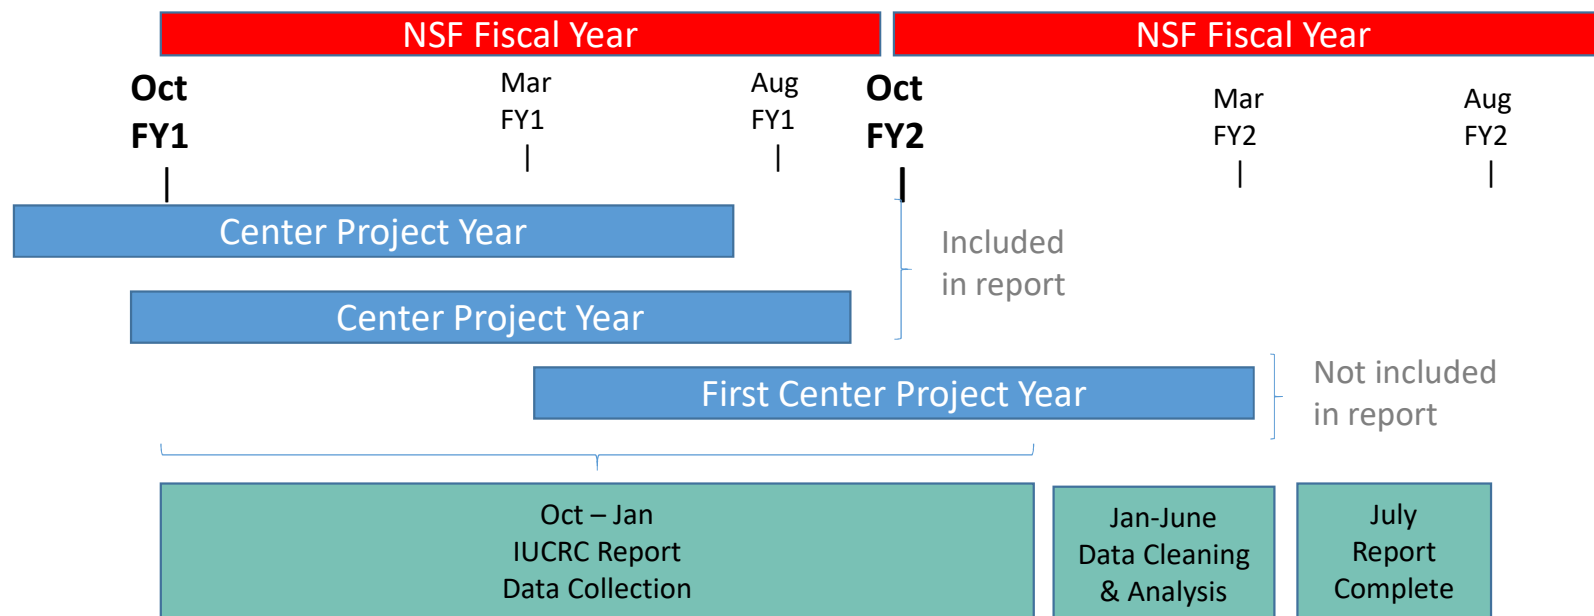 NSF Fiscal Year
NSF Fiscal Year
Oct
FY1
Mar
FY1
Aug
FY1
Oct
FY2
Mar
FY2
Aug
FY2
Center Project Year
Included
in report
Center Project Year
First Center Project Year
Not included
in report
Oct – Jan
IUCRC Report
Data Collection
Jan-June
Data Cleaning
& Analysis
July
Report
Complete